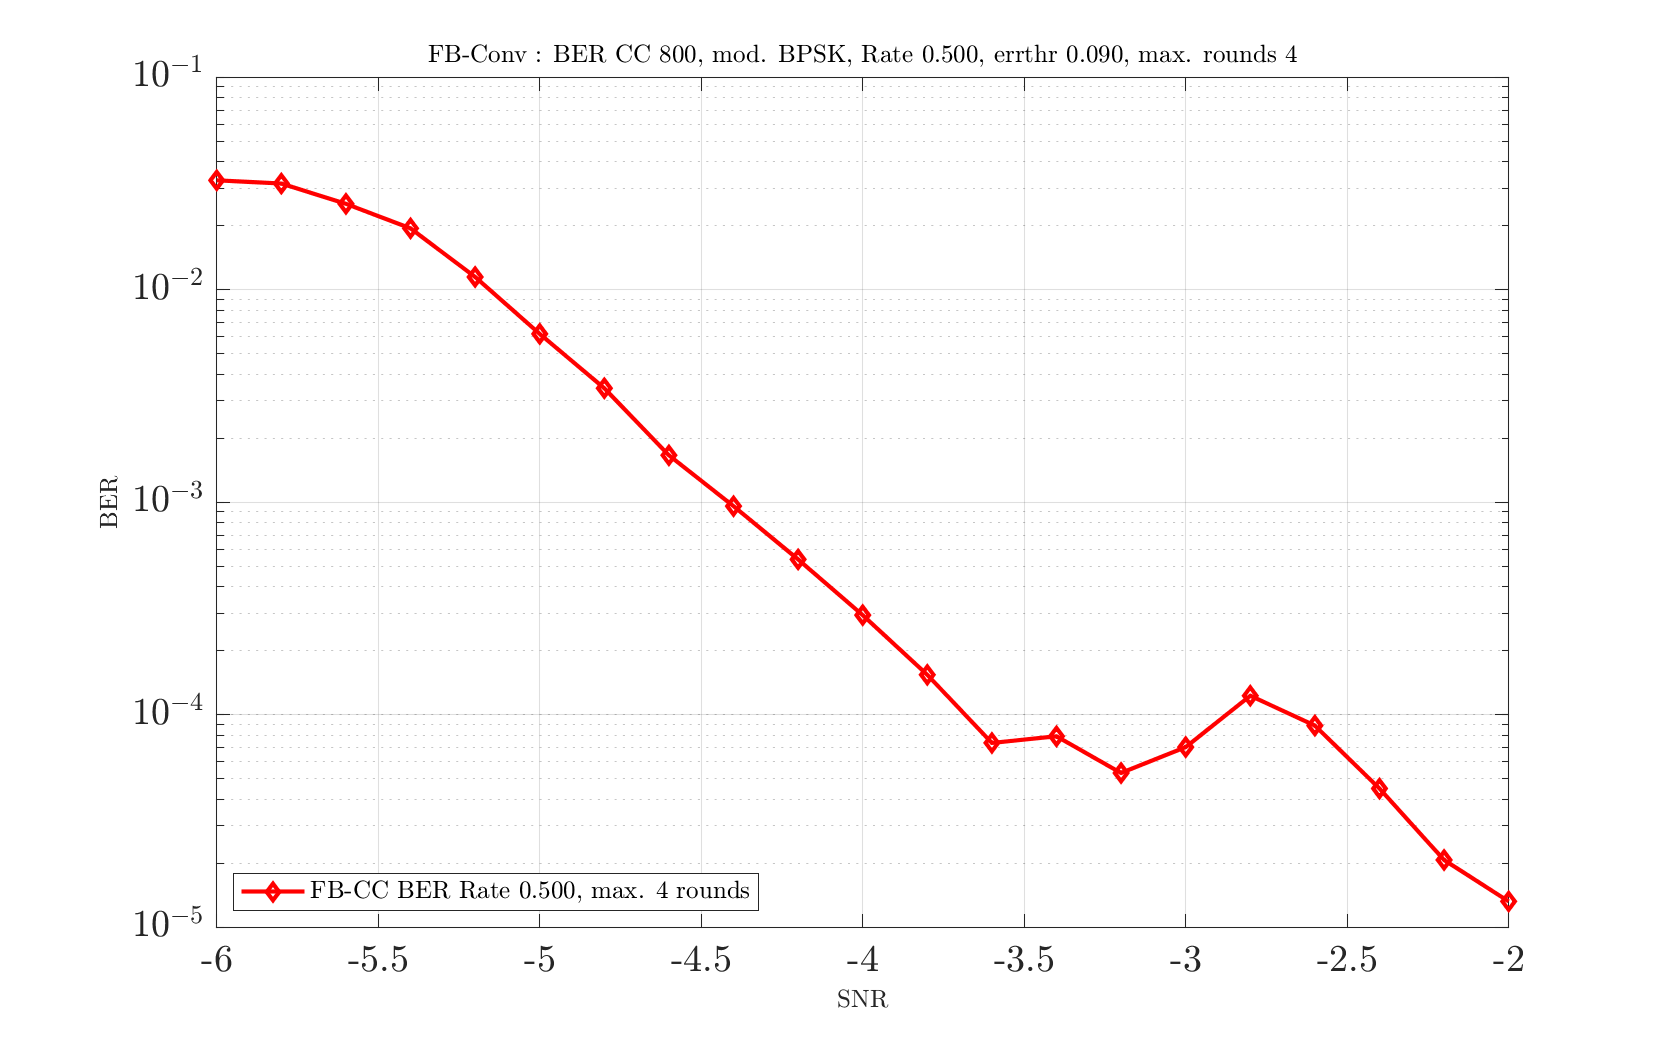 FB-Conv : BER CC 800, mod. BPSK, Rate 0.500, errthr 0.090, max. rounds 4
10^{-1}
10^{-2}
10^{-3}
10^{-4}
10^{-5}
BER
FB-CC BER Rate 0.500, max. 4 rounds
-6 -5.5 -5 -4.5 -4 -3.5 -3 -2.5 -2
SNR